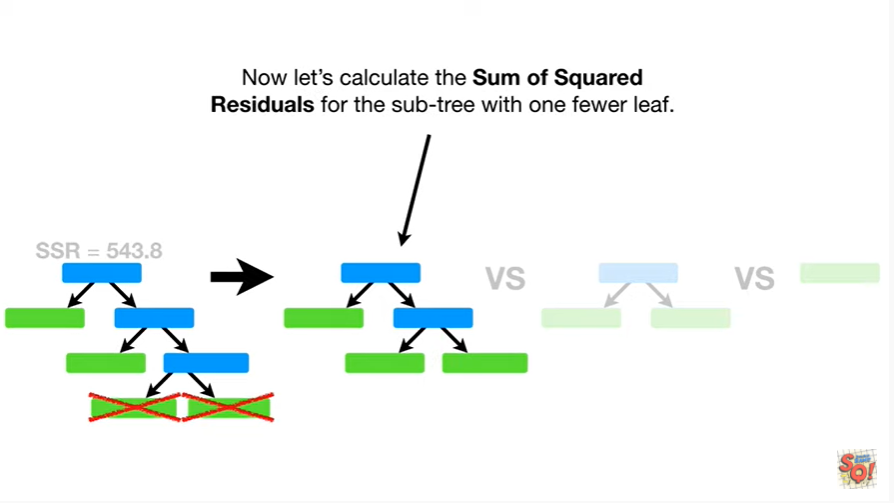 Now let's calculate the Sum of Squared
Residuals for the sub-tree with one fewer leaf.
SSR = 543.8
VS
VS
SQ!